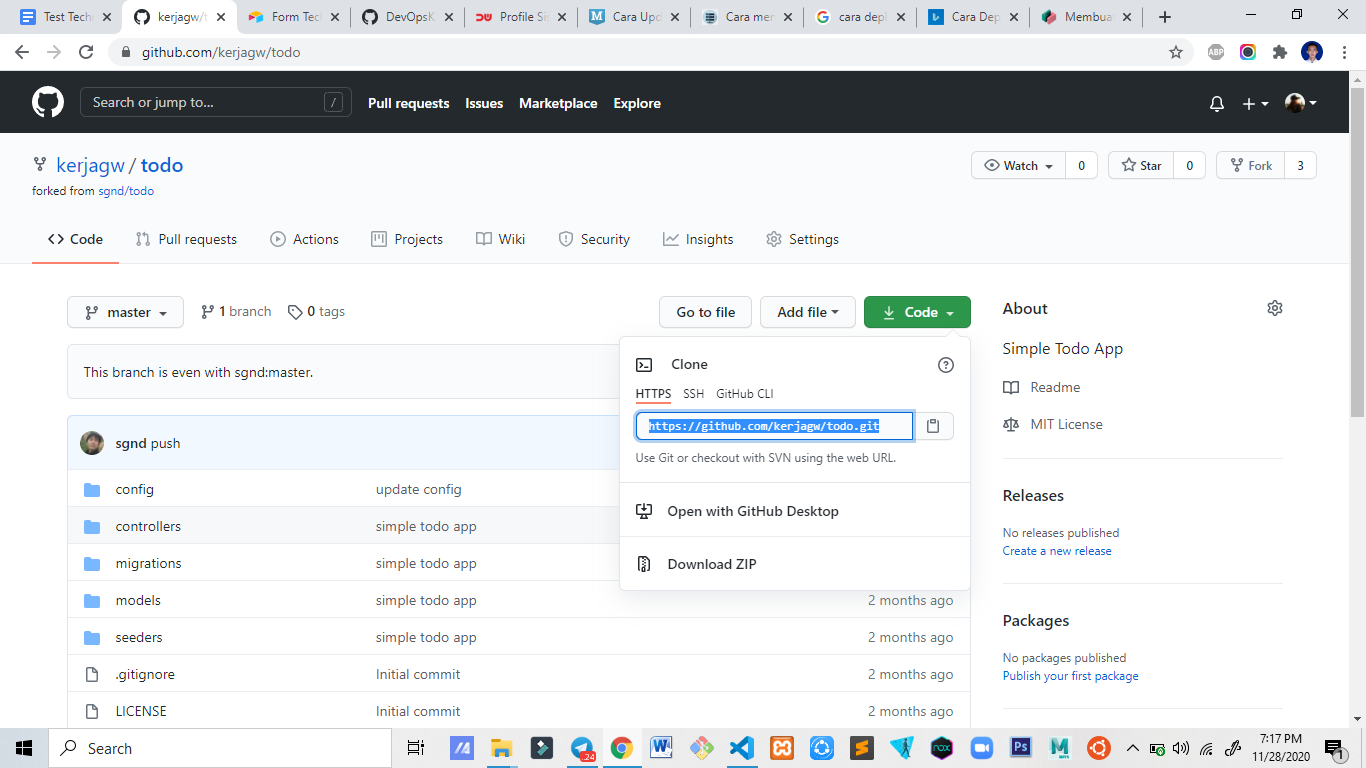 Test Techn
kerjagw/t
Form Tec
DevOpsK
Profile Sis
Cara Upd
Cara mer
cara depl
Cara Dep
Membua
github.com/kerjagw/todo
ABP
Search or jump to...
/
Pull requests
Issues
Marketplace
Explore
kerjagw / todo
Watch 0
Star 0
Fork 3
forked from sgnd/todo
Code
Pull requests
Actions
Projects
Wiki
Security
Insights
Settings
master
1 branch
0 tags
Go to file
Add file
Code
This branch is even with sgnd:master.
Clone
HTTPS
SSH
GitHub CLI
https://github.com/kerjagw/todo.git
Use Git or checkout with SVN using the web URL.
Open with GitHub Desktop
Download ZIP
sgnd push
config update config
controllers simple todo app
migrations simple todo app
models simple todo app 2 months ago
seeders simple todo app 2 months ago
.gitignore Initial commit 2 months ago
LICENSE Initial commit 2 months ago
About
Simple Todo App
Readme
MIT License
Releases
No releases published
Create a new release
Packages
No packages published
Publish your first package
Search
24
nox
Ps
M
7:17 PM
11/28/2020
1